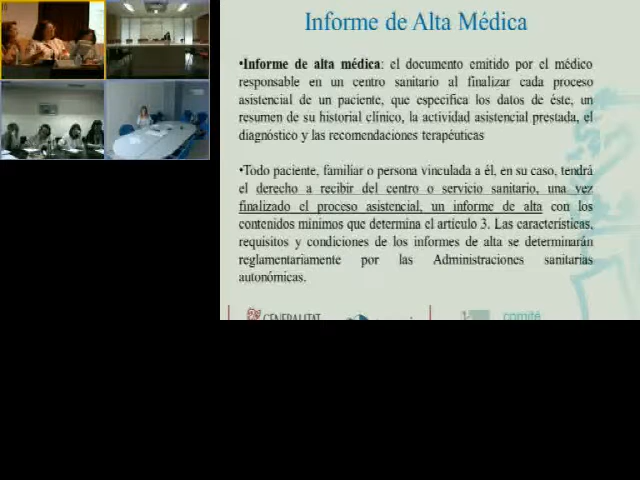 Informe de Alta Médica
•Informe de alta médica: el documento emitido por el médico
responsable en un centro sanitario al finalizar cada proceso
asistencial de un paciente, que especifica los datos de éste, un
resumen de su historial clínico, la actividad asistencial prestada, el
diagnóstico y las recomendaciones terapéuticas
•Todo paciente, familiar o persona vinculada a él, en su caso, tendrá
el derecho a recibir del centro o servicio sanitario, una vez
finalizado el proceso asistencial, un informe de alta con los
contenidos mínimos que determina el artículo 3. Las características,
requisitos y condiciones de los informes de alta se determinarán
reglamentariamente por las Administraciones sanitarias
autonómicas.
GENERALITAT
comité